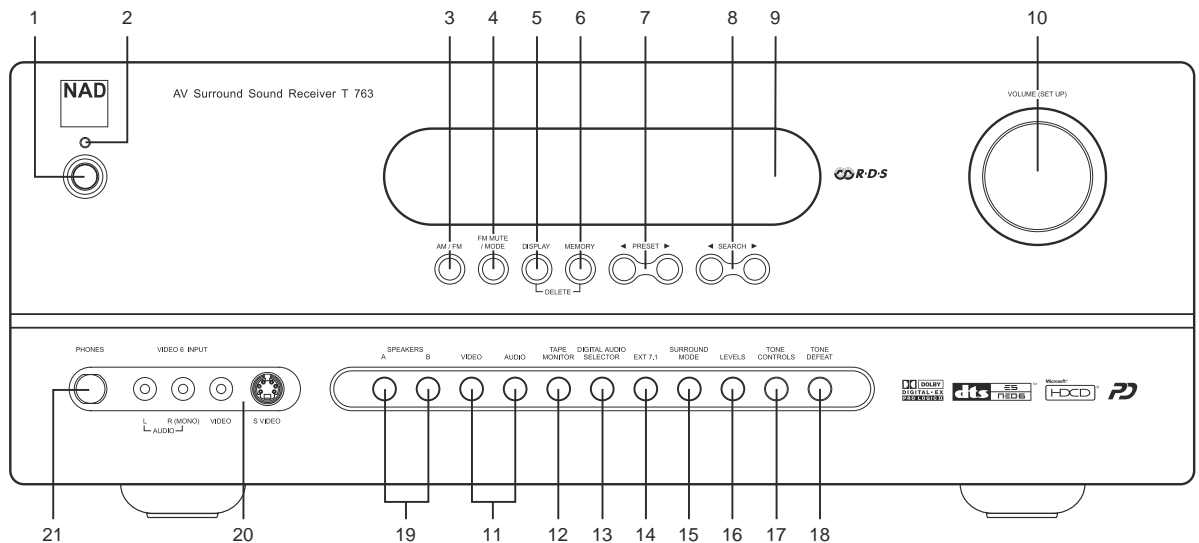 1 2 3 4 5 6 7 8 9 10
NAD
AV Surround Sound Receiver T 763
VOLUME (SET UP)
R·D·S
AM / FM
FM MUTE
/ MODE
DISPLAY
MEMORY
◄ PRESET ►
◄ SEARCH ►
DELETE
PHONES
VIDEO 6 INPUT
L
R (MONO)
AUDIO
VIDEO
S VIDEO
SPEAKERS
A B
VIDEO
AUDIO
TAPE
MONITOR
DIGITAL AUDIO
SELECTOR
EXT 7,1
SURROUND
MODE
LEVELS
TONE
CONTROLS
TONE
DEFEAT
DOLBY
DIGITAL·EX
PRO LOGIC II
dts ES
NEO:6
™
Microsoft®
HDCD®
PD
21 20 19 11 12 13 14 15 16 17 18